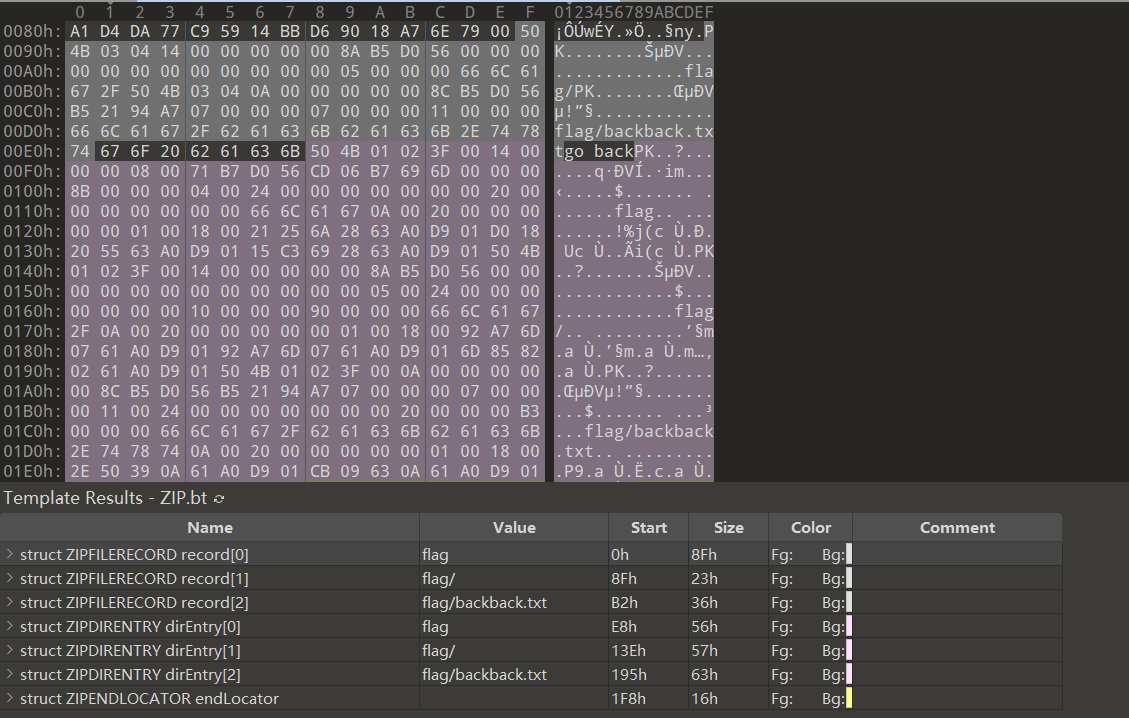 0 1 2 3 4 5 6 7 8 9 A B C D E F 0123456789ABCDEF
0080h: A1 D4 DA 77 C9 59 14 BB D6 90 18 A7 6E 79 00 50 ¡ÔÚwÉY.»Ö..§ny.P
0090h: 4B 03 04 14 00 00 00 00 00 8A B5 D0 56 00 00 00 K........ŠµÐV...
00A0h: 00 00 00 00 00 00 00 00 00 05 00 00 00 66 6C 61 .............fla
00B0h: 67 2F 50 4B 03 04 0A 00 00 00 00 00 8C B5 D0 56 g/PK........ŒµÐV
00C0h: B5 21 94 A7 07 00 00 00 07 00 00 00 11 00 00 00 µ!”§............
00D0h: 66 6C 61 67 2F 62 61 63 6B 62 61 63 6B 2E 74 78 flag/backback.tx
00E0h: 74 67 6F 20 62 61 63 6B 50 4B 01 02 3F 00 14 00 tgo backPK..?...
00F0h: 00 00 08 00 71 B7 D0 56 CD 06 B7 69 6D 00 00 00 ....q·ÐVÍ.·im...
0100h: 8B 00 00 00 04 00 24 00 00 00 00 00 00 00 20 00 ‹.....$....... .
0110h: 00 00 00 00 00 00 66 6C 61 67 0A 00 20 00 00 00 ......flag.. ...
0120h: 00 00 01 00 18 00 21 25 6A 28 63 A0 D9 01 D0 18 ......!%j(c Ù.Ð.
0130h: 20 55 63 A0 D9 01 15 C3 69 28 63 A0 D9 01 50 4B Uc Ù..Ãi(c Ù.PK
0140h: 01 02 3F 00 14 00 00 00 00 00 8A B5 D0 56 00 00 ..?.......ŠµÐV..
0150h: 00 00 00 00 00 00 00 00 00 00 05 00 24 00 00 00 ............$...
0160h: 00 00 00 00 10 00 00 00 90 00 00 00 66 6C 61 67 ............flag
0170h: 2F 0A 00 20 00 00 00 00 00 01 00 18 00 92 A7 6D /.. .........’§m
0180h: 07 61 A0 D9 01 92 A7 6D 07 61 A0 D9 01 6D 85 82 .a Ù.’§m.a Ù.m…‚
0190h: 02 61 A0 D9 01 50 4B 01 02 3F 00 0A 00 00 00 00 .a Ù.PK..?......
01A0h: 00 8C B5 D0 56 B5 21 94 A7 07 00 00 00 07 00 00 .ŒµÐVµ!”§.......
01B0h: 00 11 00 24 00 00 00 00 00 00 00 20 00 00 00 B3 ...$....... ...³
01C0h: 00 00 00 66 6C 61 67 2F 62 61 63 6B 62 61 63 6B ...flag/backback
01D0h: 2E 74 78 74 0A 00 20 00 00 00 00 00 01 00 18 00 .txt.. .........
01E0h: 2E 50 39 0A 61 A0 D9 01 CB 09 63 0A 61 A0 D9 01 .P9.a Ù.Ë.c.a Ù.
Template Results - ZIP.bt
Name Value Start Size Color Comment
> struct ZIPFILERECORD record[0] flag 0h 8Fh Fg: Bg:
> struct ZIPFILERECORD record[1] flag/ 8Fh 23h Fg: Bg:
> struct ZIPFILERECORD record[2] flag/backback.txt B2h 36h Fg: Bg:
> struct ZIPDIRENTRY dirEntry[0] flag E8h 56h Fg: Bg:
> struct ZIPDIRENTRY dirEntry[1] flag/ 13Eh 57h Fg: Bg:
> struct ZIPDIRENTRY dirEntry[2] flag/backback.txt 195h 63h Fg: Bg:
> struct ZIPENDLOCATOR endLocator 1F8h 16h Fg: Bg: